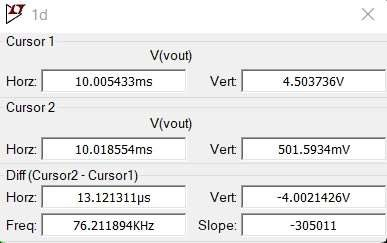 1d
Cursor 1
V(vout)
Horz: 10.005433ms Vert: 4.503736V
Cursor 2
V(vout)
Horz: 10.018554ms Vert: 501.5934mV
Diff (Cursor2 - Cursor1)
Horz: 13.121311µs Vert: -4.0021426V
Freq: 76.211894KHz Slope: -305011